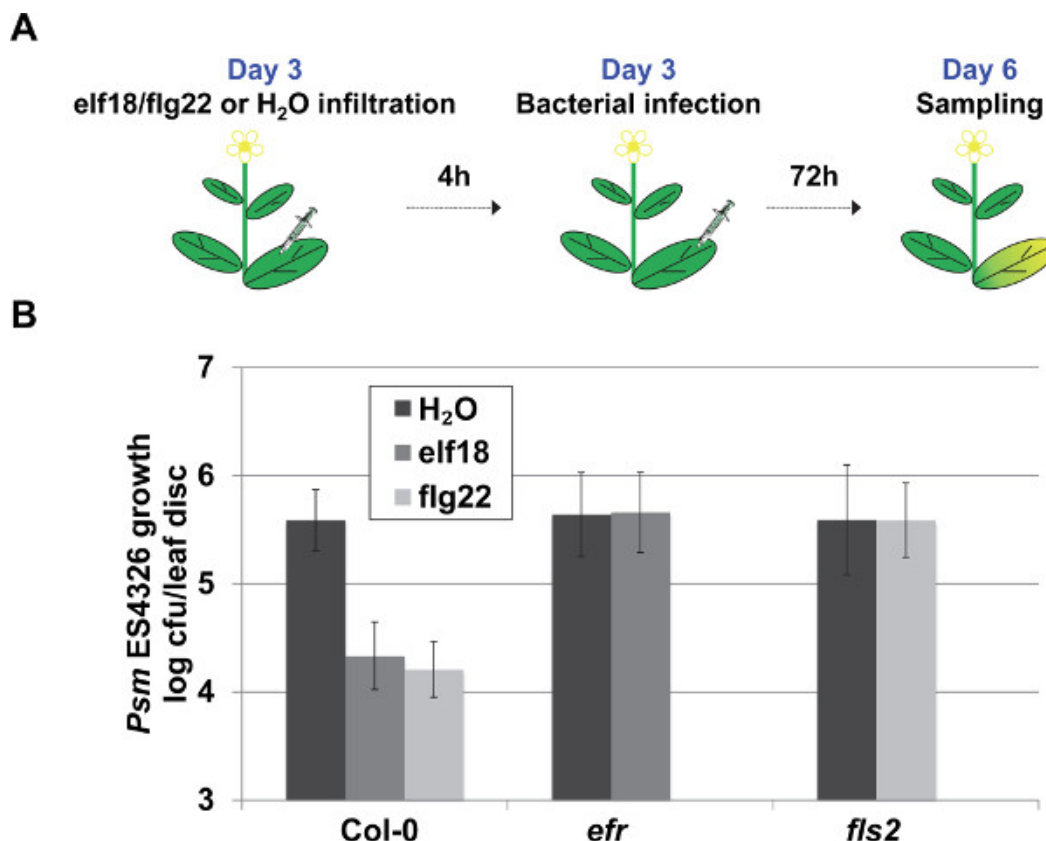 A
Day 3
elf18/flg22 or H₂O infiltration
4h
Day 3
Bacterial infection
72h
Day 6
Sampling
B
Psm ES4326 growth
log cfu/leaf disc
7
6
5
4
3
H₂O
elf18
flg22
Col-0
efr
fls2